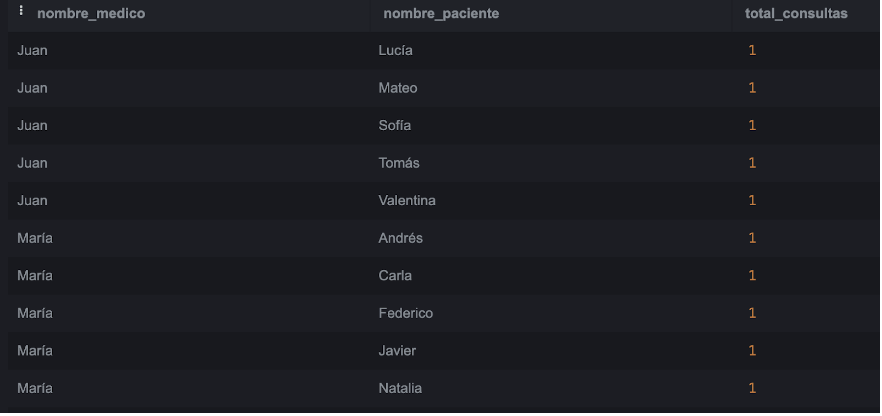 nombre_medico nombre_paciente total_consultas
Juan Lucía 1
Juan Mateo 1
Juan Sofía 1
Juan Tomás 1
Juan Valentina 1
María Andrés 1
María Carla 1
María Federico 1
María Javier 1
María Natalia 1